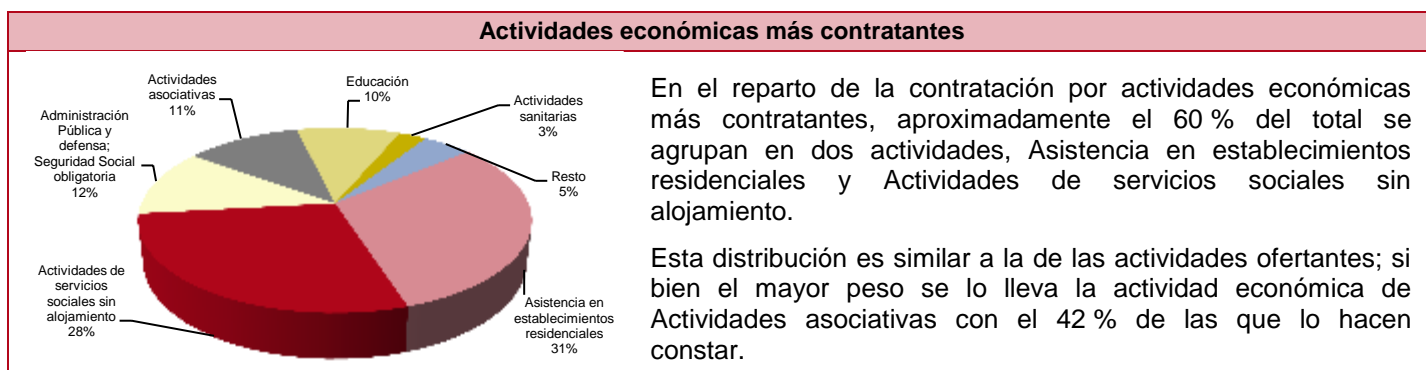 Actividades económicas más contratantes
Actividades
asociativas
11%
Educación
10%
Actividades
sanitarias
3%
Administración
Pública y
defensa;
Seguridad Social
obligatoria
12%
Resto
5%
Actividades de
servicios
sociales sin
alojamiento
28%
Asistencia en
establecimientos
residenciales
31%
En el reparto de la contratación por actividades económicas
más contratantes, aproximadamente el 60 % del total se
agrupan en dos actividades, Asistencia en establecimientos
residenciales y Actividades de servicios sociales sin
alojamiento.
Esta distribución es similar a la de las actividades ofertantes; si
bien el mayor peso se lo lleva la actividad económica de
Actividades asociativas con el 42 % de las que lo hacen
constar.